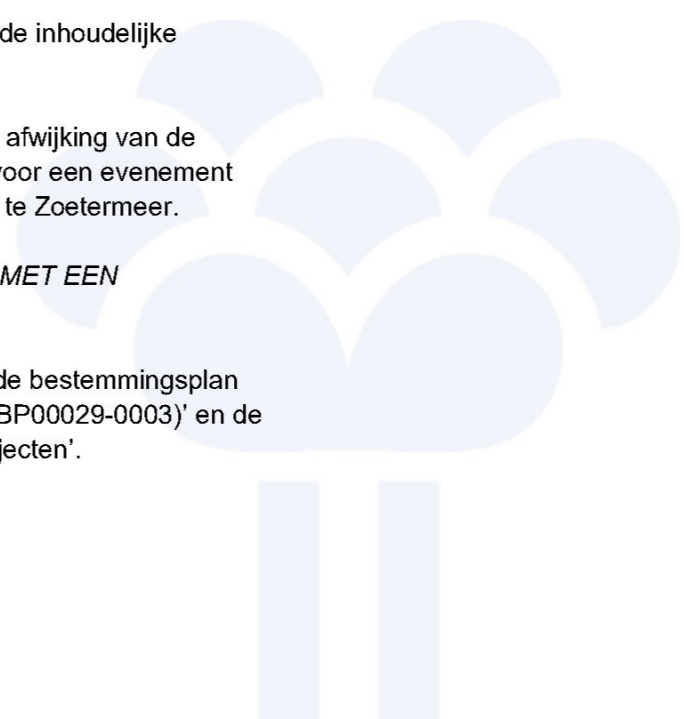 de inhoudelijke
afwijking van de
voor een evenement
te Zoetermeer.
MET EEN
de bestemmingsplan
BP00029-0003)’ en de
jecten’.